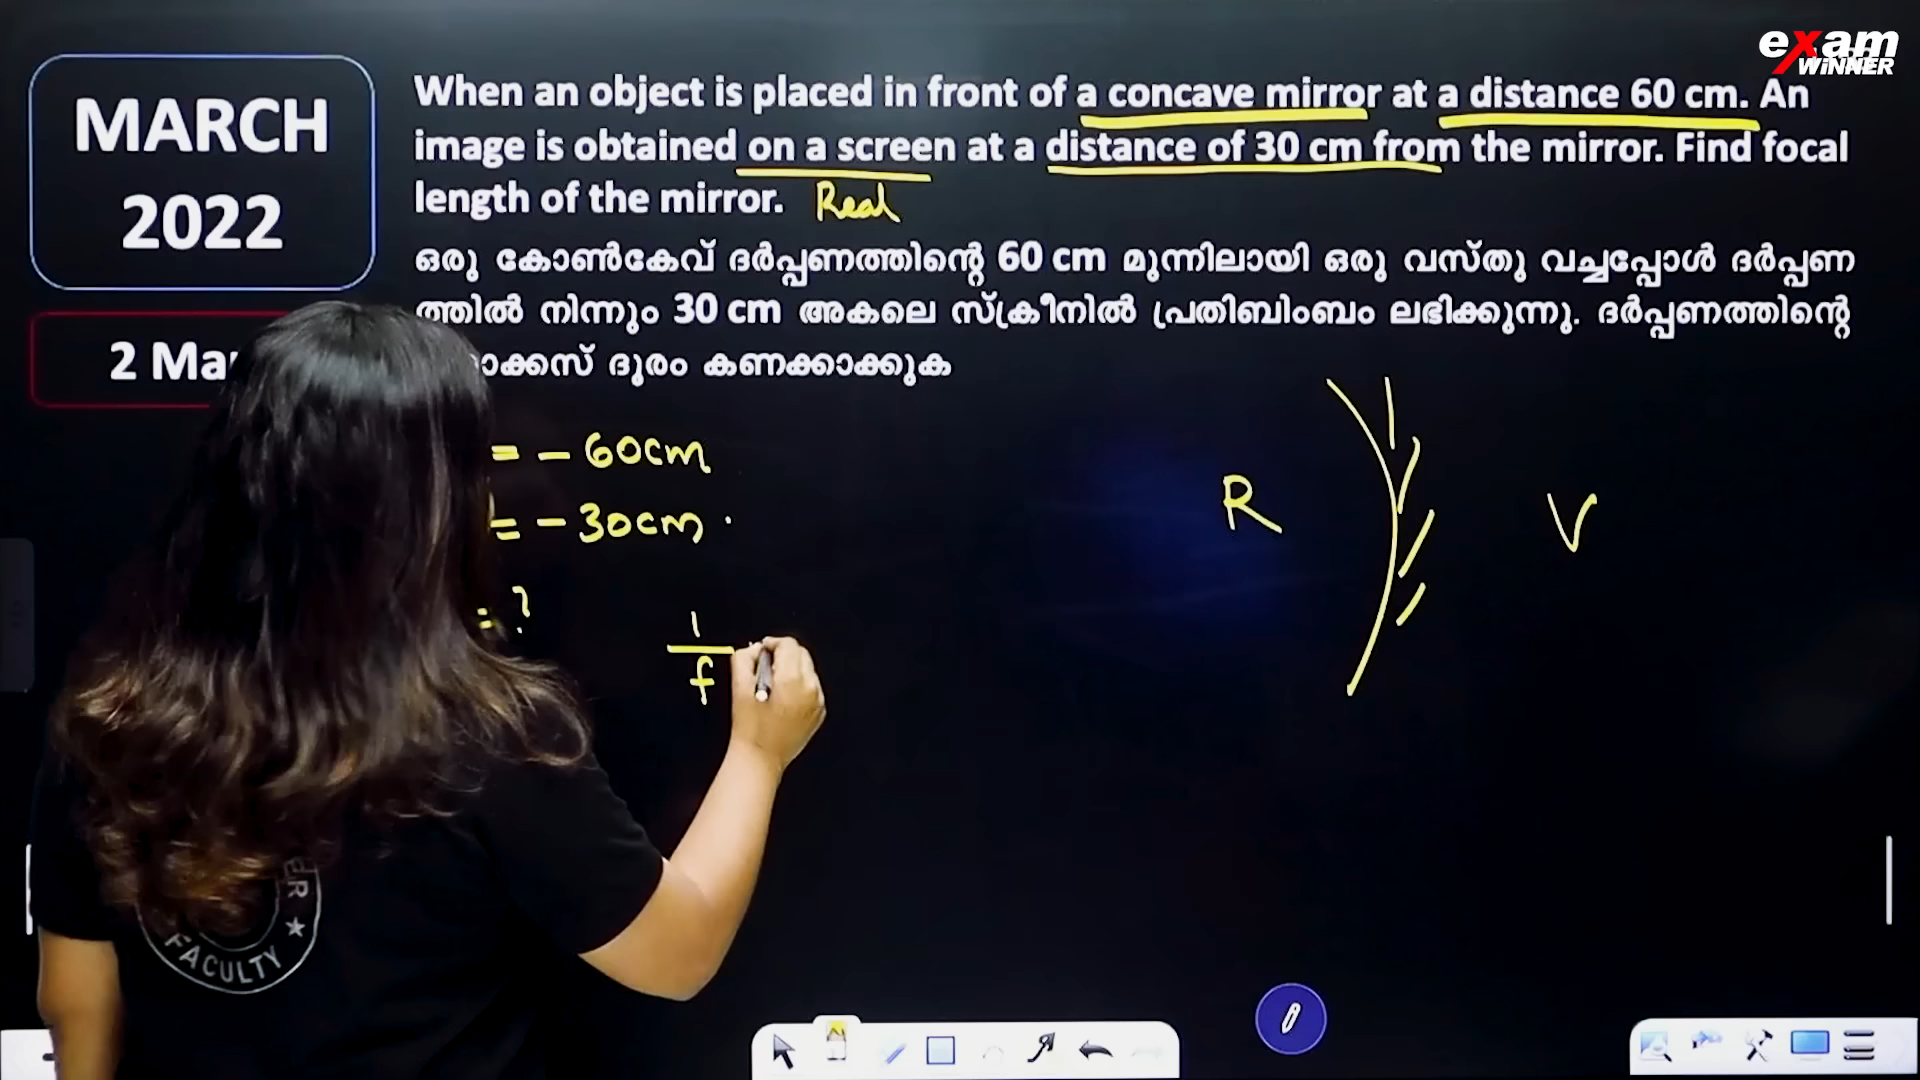 exam
WiNNER
MARCH
2022
When an object is placed in front of a concave mirror at a distance 60 cm. An
image is obtained on a screen at a distance of 30 cm from the mirror. Find focal
length of the mirror. Real
ഒരു കോൺകേവ് ദർപ്പണത്തിന്റെ 60 cm മുന്നിലായി ഒരു വസ്തു വച്ചപ്പോൾ ദർപ്പണ
ത്തിൽ നിന്നും 30 cm അകലെ സ്ക്രീനിൽ പ്രതിബിംബം ലഭിക്കുന്നു. ദർപ്പണത്തിന്റെ
ദൂരം കണക്കാക്കുക
2
= - 60cm
= - 30cm
= ?
1
f
R
V
FACULTY